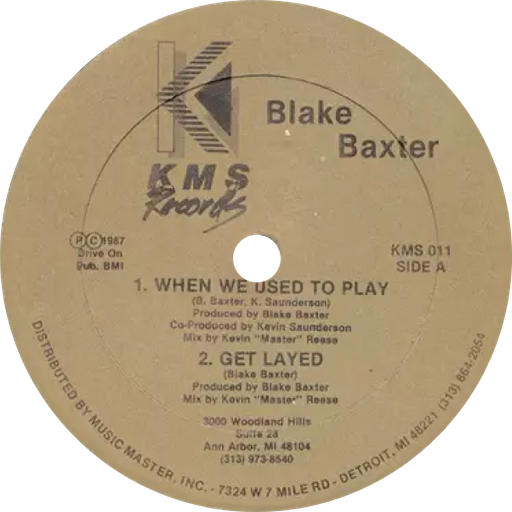 K
Blake
Baxter
KMS
Records
Ⓟ Ⓒ 1987
Drive On
Pub. BMI
KMS 011
SIDE A
1. WHEN WE USED TO PLAY
(B. Baxter, K. Saunderson)
Produced by Blake Baxter
Co-Produced by Kevin Saunderson
Mix by Kevin "Master" Reese
2. GET LAYED
(Blake Baxter)
Produced by Blake Baxter
Mix by Kevin "Master" Reese
3000 Woodland Hills
Suite 28
Ann Arbor, MI 48104
(313) 973-8540
DISTRIBUTED BY MUSIC MASTER, INC. - 7324 W 7 MILE RD - DETROIT, MI 48221 (313) 864-2054